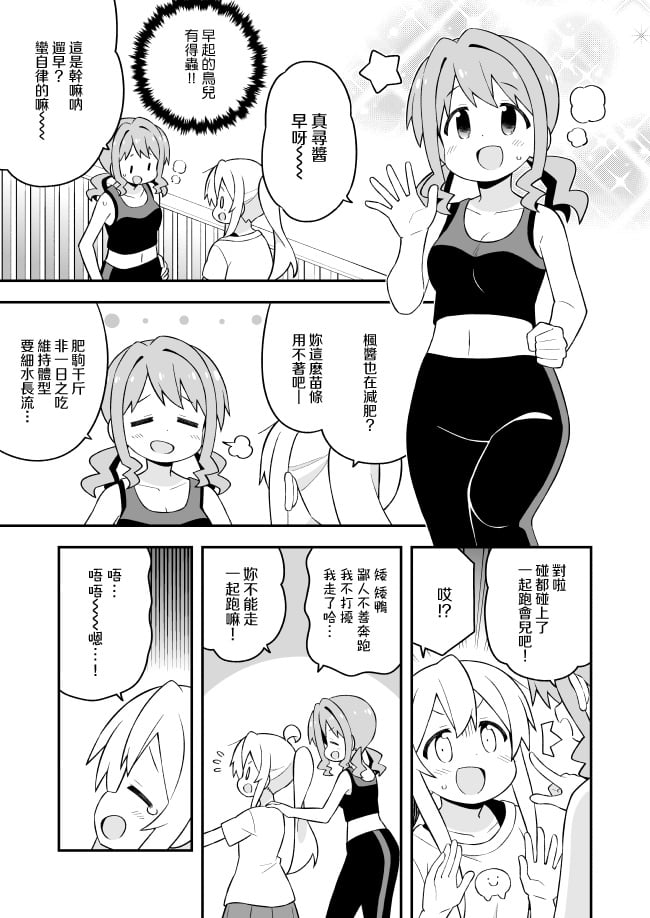 真尋醬
早呀～～～
早起的鳥兒
有得蟲!!
這是幹嘛吶
遛早？
蠻自律的嘛～～～
楓醬也在減肥？
妳這麼苗條
用不著吧—
肥駒千斤
非一日之吃
維持體型
要細水長流…
對啦
碰都碰上了
一起跑會兒吧！
哎!?
矮 矮鴨
鄙人不善奔跑
我不打擾
我走了哈…
妳不能走
一起跑嘛！
唔…
唔唔～～～嗯…！